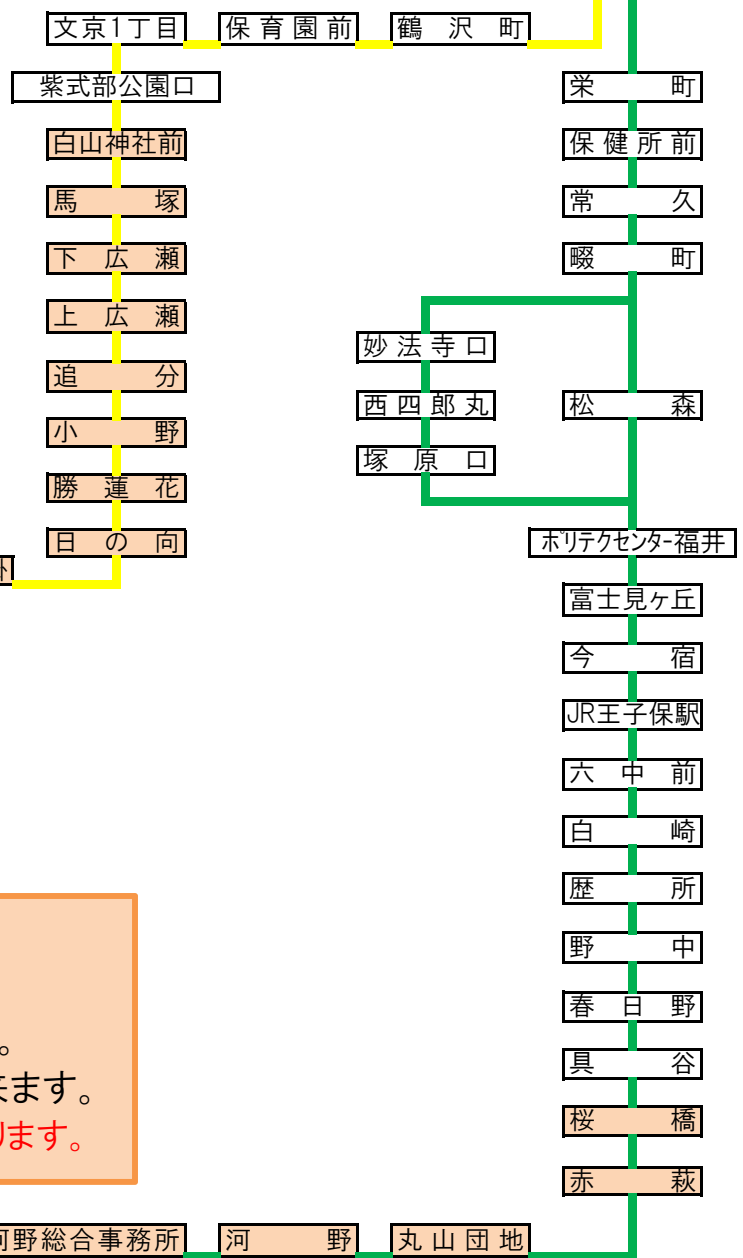 文京1丁目
保育園前
鶴沢町
紫式部公園口
白山神社前
馬塚
下広瀬
上広瀬
追分
小野
勝蓮花
日の向
栄町
保健所前
常久
畷町
妙法寺口
西四郎丸
塚原口
松森
ポリテクセンター福井
富士見ヶ丘
今宿
JR王子保駅
六中前
白崎
歴所
野中
春日野
具谷
桜橋
赤萩
。
ます。
ります。
河野総合事務所
河野
丸山団地